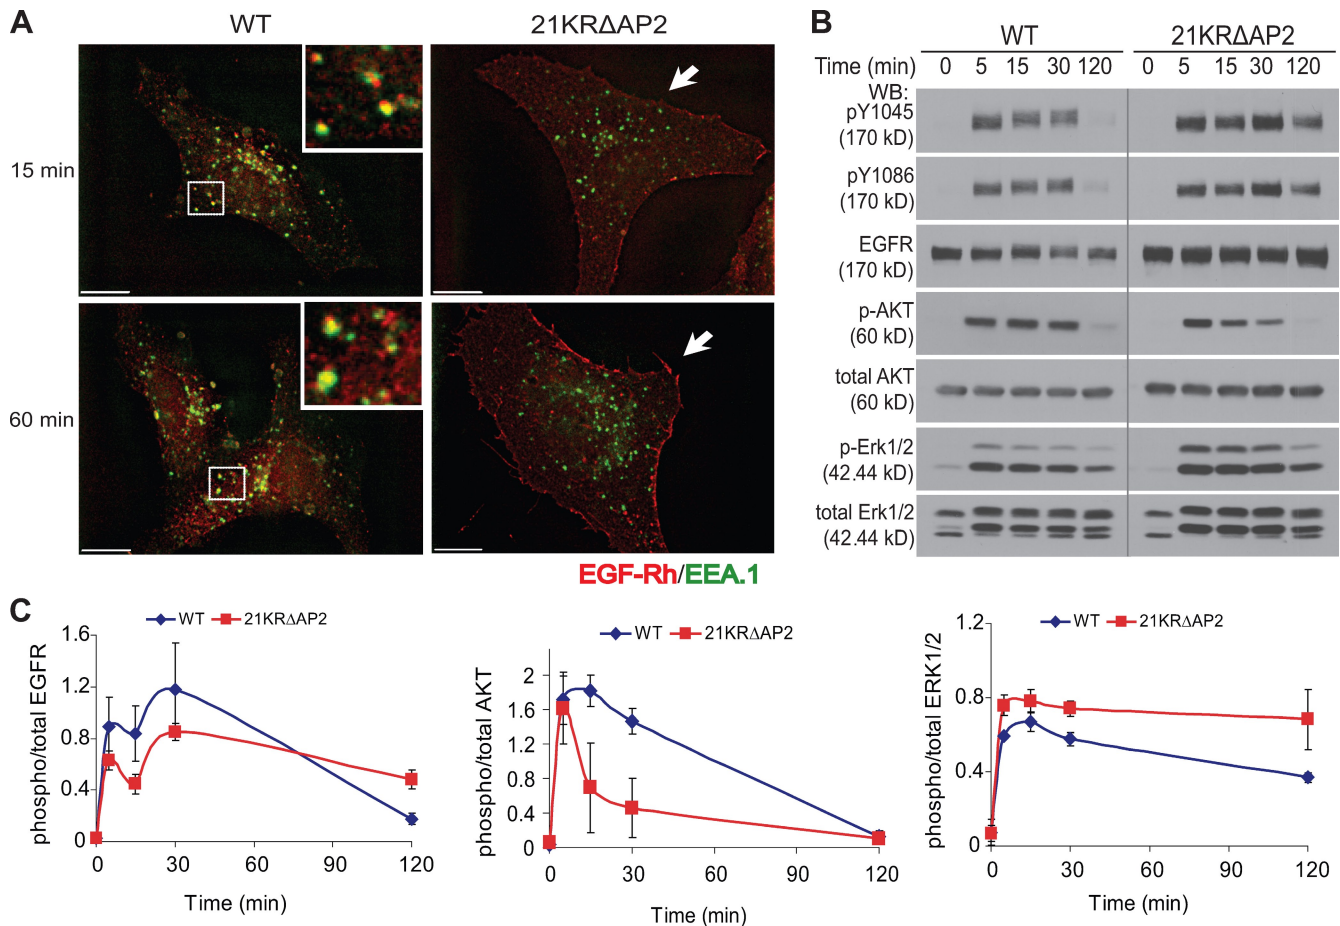 A
WT
21KRΔAP2
15 min
60 min
EGF-Rh/EEA.1
B
WT
21KRΔAP2
Time (min) 0 5 15 30 120 0 5 15 30 120
WB:
pY1045
(170 kD)
pY1086
(170 kD)
EGFR
(170 kD)
p-AKT
(60 kD)
total AKT
(60 kD)
p-Erk1/2
(42.44 kD)
total Erk1/2
(42.44 kD)
C
WT 21KRΔAP2
phospho/total EGFR
1.6
1.2
0.8
0.4
0
0 30 60 90 120
Time (min)
WT 21KRΔAP2
phospho/total AKT
2
1.6
1.2
0.8
0.4
0
0 30 60 90 120
Time (min)
WT 21KRΔAP2
phospho/total ERK1/2
1.2
0.8
0.4
0
0 30 60 90 120
Time (min)